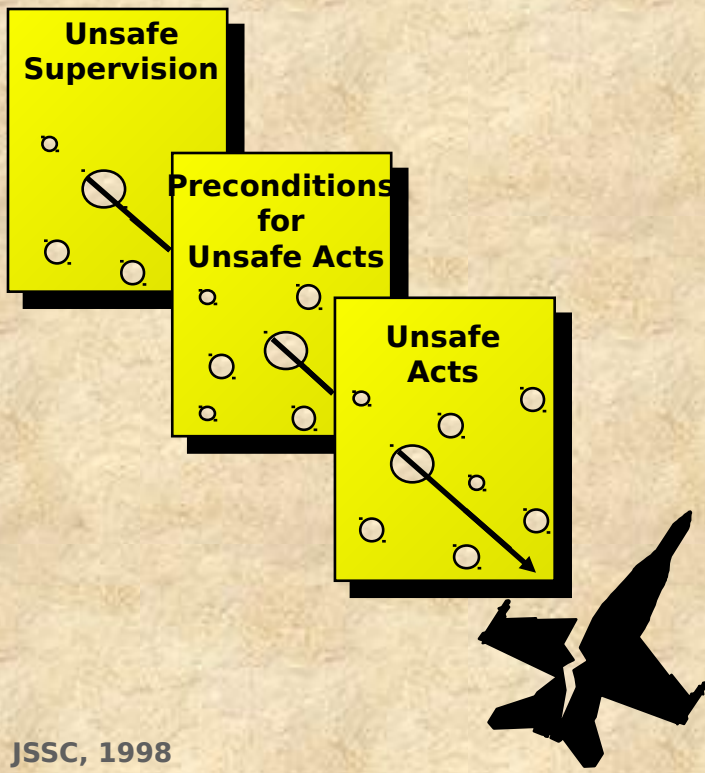 Unsafe
Supervision
Preconditions
for
Unsafe Acts
Unsafe
Acts
JSSC, 1998